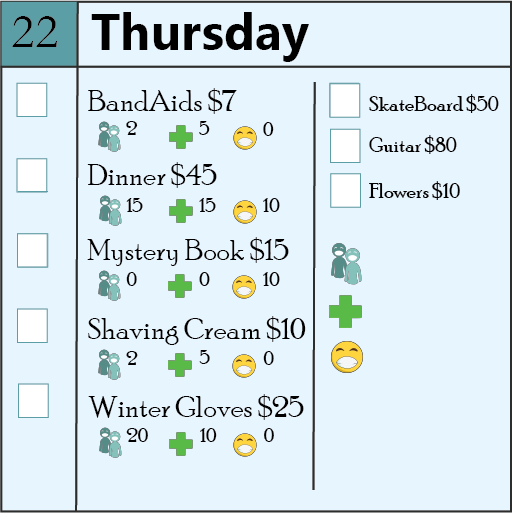 22 Thursday
BandAids $7
2 5 0
Dinner $45
15 15 10
Mystery Book $15
0 0 10
Shaving Cream $10
2 5 0
Winter Gloves $25
20 10 0
SkateBoard $50
Guitar $80
Flowers $10